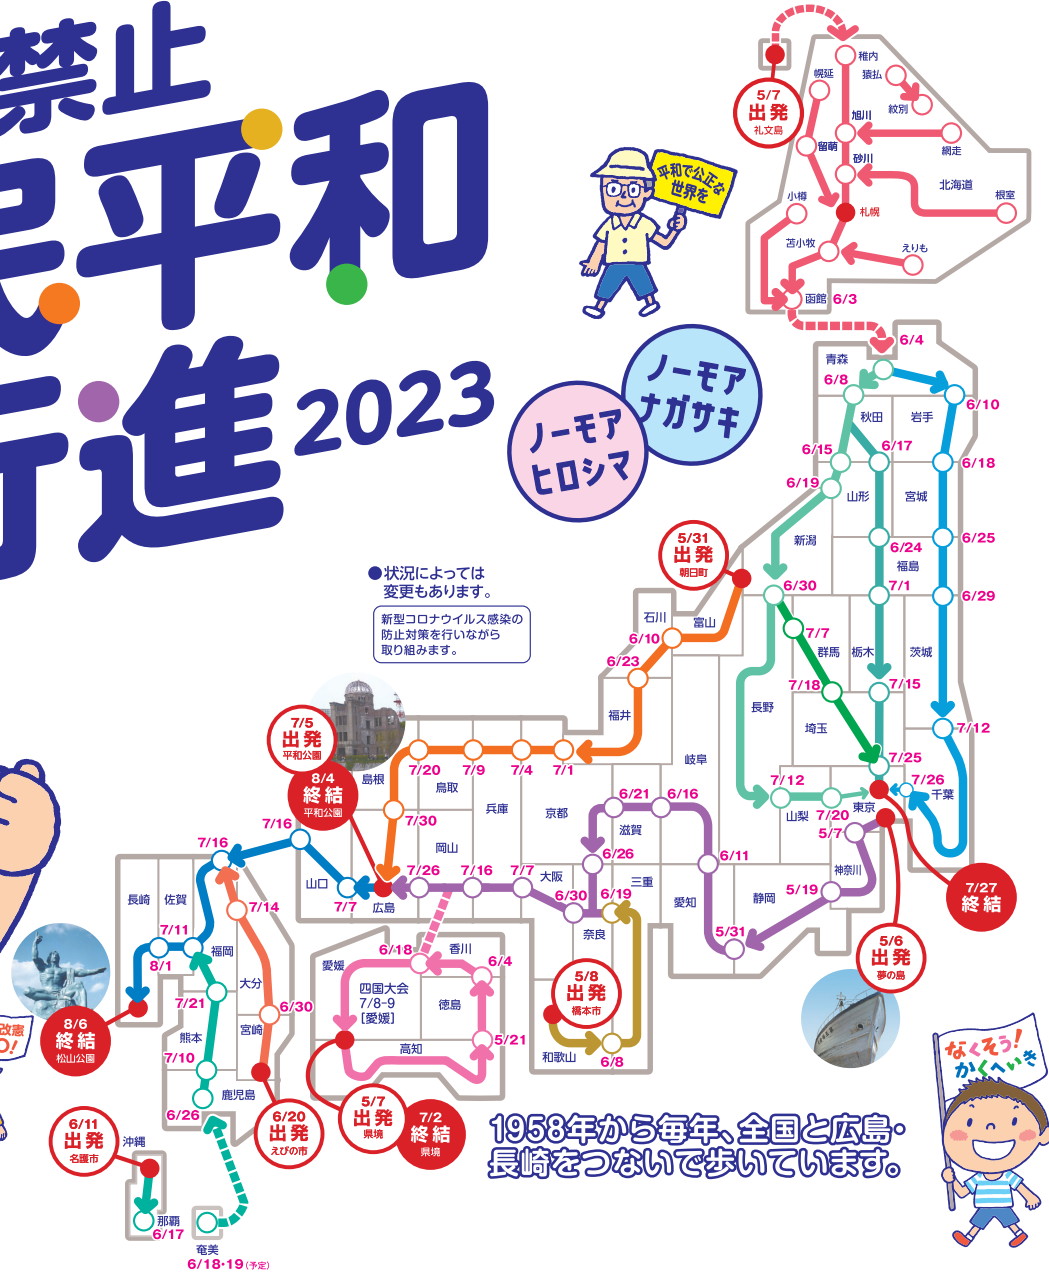 禁止
民平和
行進2023
平和で公正な
世界を
ノーモア
ナガサキ
ノーモア
ヒロシマ
●状況によっては
変更もあります。
新型コロナウイルス感染の
防止対策を行いながら
取り組みます。
5/7
出発
礼文島
稚内
幌延
猿払
紋別
旭川
網走
留萌
砂川
北海道
小樽
根室
札幌
苫小牧
えりも
函館 6/3
6/4
青森
6/8
6/10
秋田
岩手
6/15
6/17
6/18
6/19
山形
宮城
新潟
6/24
6/25
福島
6/30
7/1
6/29
5/31
出発
朝日町
石川
富山
6/10
7/7
群馬
栃木
茨城
6/23
7/18
7/15
福井
長野
埼玉
7/12
岐阜
7/25
7/5
出発
平和公園
8/4
終結
平和公園
島根
7/20
7/9
7/4
7/1
鳥取
兵庫
京都
7/30
岡山
6/21
6/16
滋賀
7/12
山梨
7/20
東京
7/26
千葉
5/7
7/16
7/16
山口
7/7
広島
7/26
7/16
7/7
大阪
6/26
6/30
6/19
三重
6/11
愛知
静岡
神奈川
5/19
7/27
終結
奈良
5/31
5/6
出発
夢の島
長崎
佐賀
7/14
7/11
福岡
8/1
大分
7/21
6/30
熊本
宮崎
7/10
鹿児島
6/26
8/6
終結
松山公園
改憲
O!
6/18
香川
愛媛
6/4
四国大会
7/8-9
[愛媛]
徳島
5/21
高知
5/8
出発
橋本市
和歌山
6/8
6/11
出発
名護市
沖縄
6/20
出発
えびの市
5/7
出発
県境
7/2
終結
県境
那覇
6/17
奄美
6/18・19(予定)
なくそう!
かくへいき
1958年から毎年、全国と広島・
長崎をつないで歩いています。